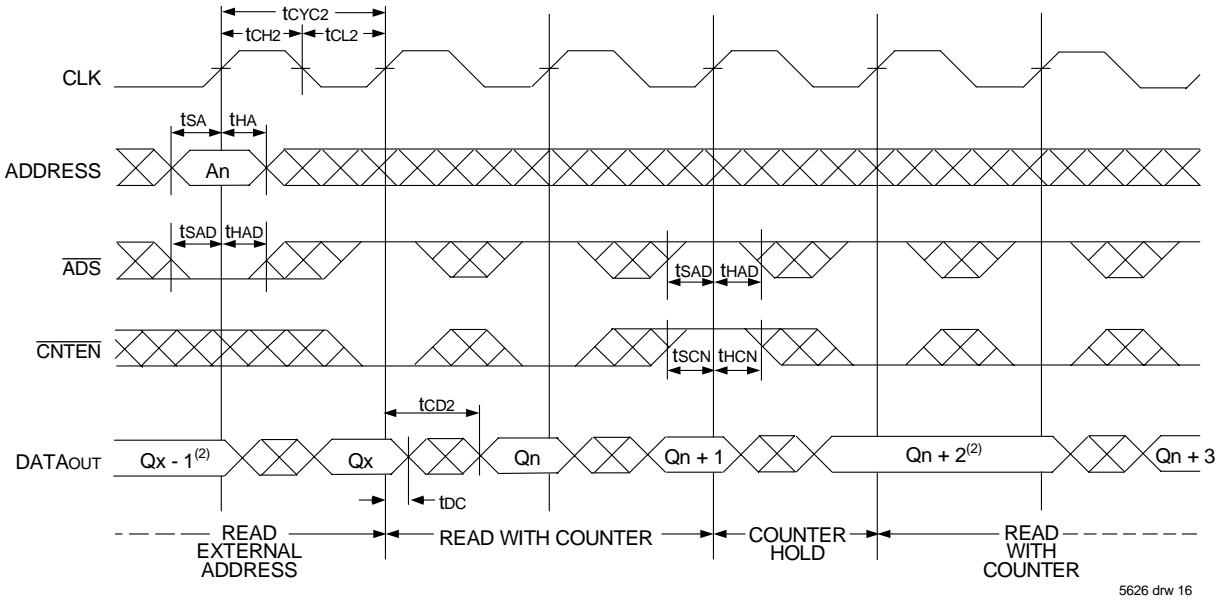 tCYC2
tCH2 tCL2
CLK
tSA tHA
ADDRESS An
tSAD tHAD
ADS
tSAD tHAD
CNTEN
tSCN tHCN
tCD2
DATAOUT Qx - 1(2) Qx Qn Qn + 1 Qn + 2(2) Qn + 3
tDC
READ EXTERNAL ADDRESS
READ WITH COUNTER
COUNTER HOLD
READ WITH COUNTER
5626 drw 16